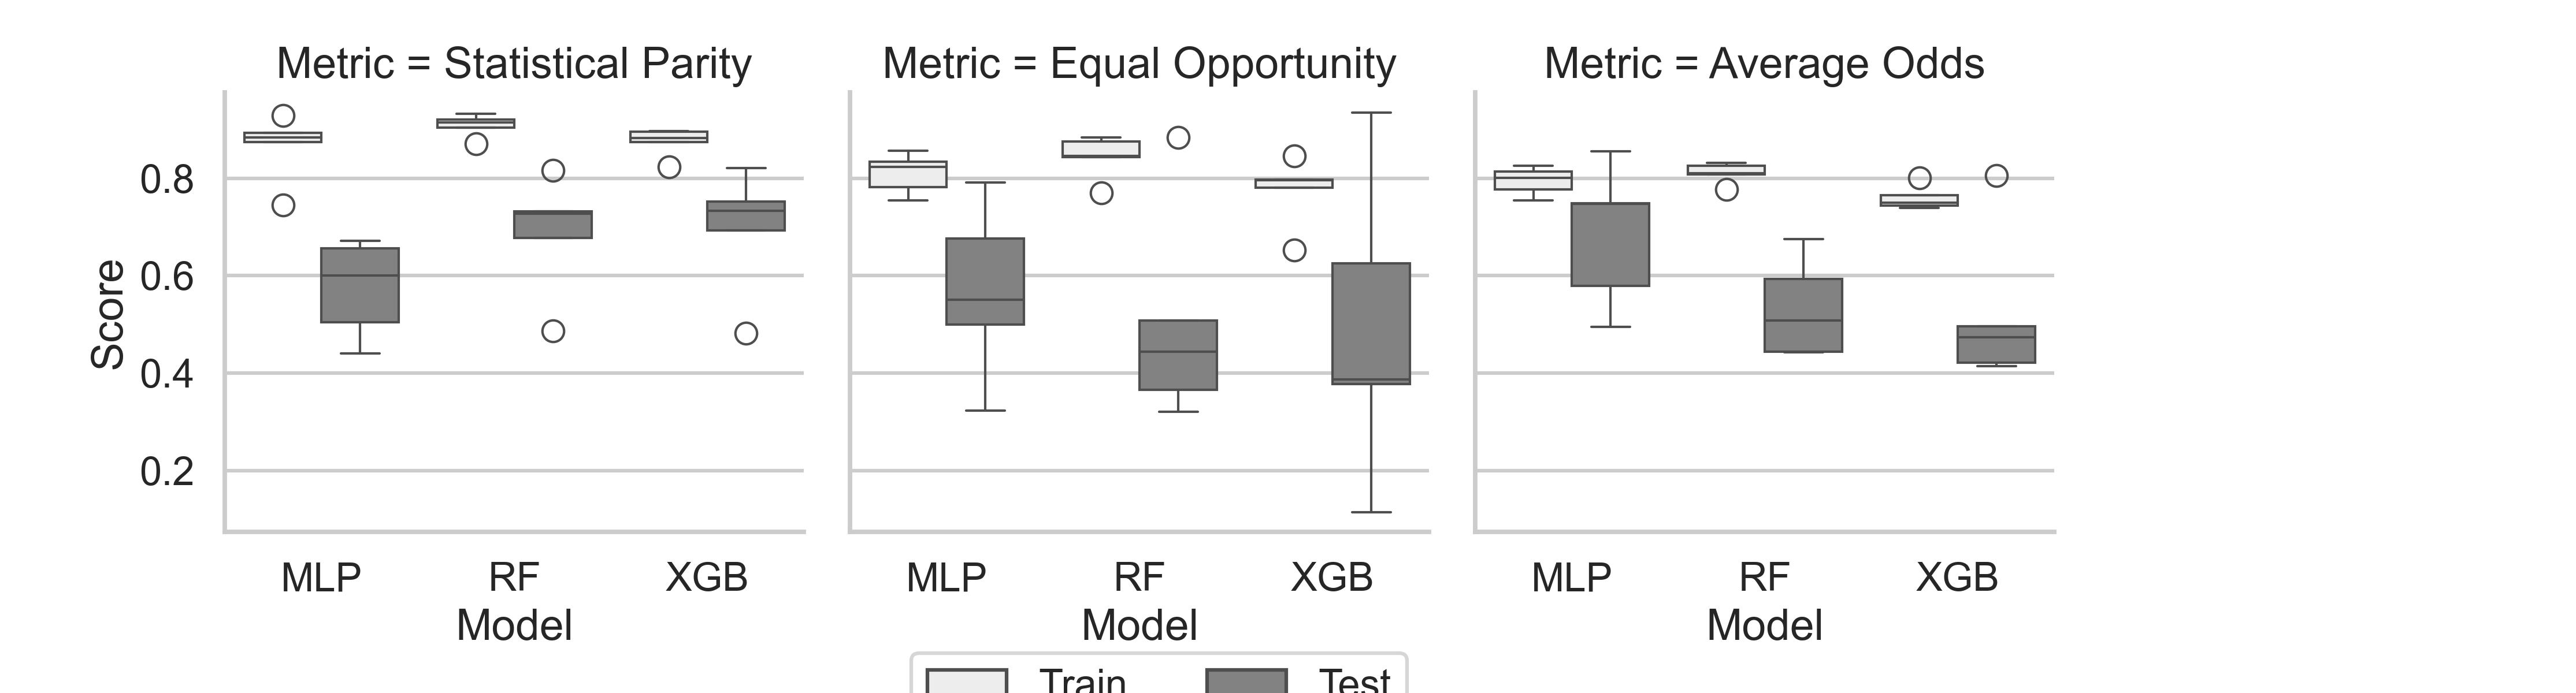 Metric = Statistical Parity
Metric = Equal Opportunity
Metric = Average Odds
Score
0.8
0.6
0.4
0.2
MLP RF XGB
MLP RF XGB
MLP RF XGB
Model
Model
Model
Train Test